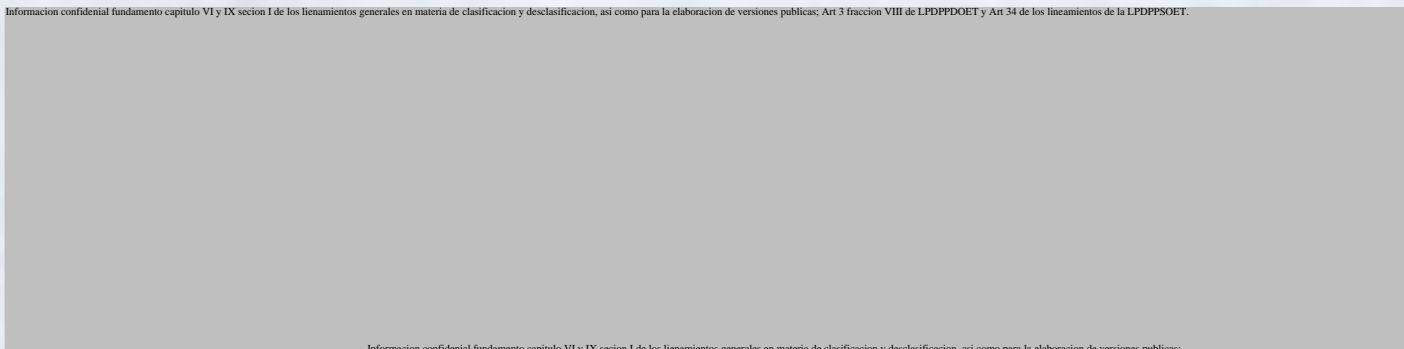 Informacion confidenial fundamento capitulo VI y IX secion I de los lienamientos generales en materia de clasificacion y desclasificacion, asi como para la elaboracion de versiones publicas; Art 3 fraccion VIII de LPDPPDOET y Art 34 de los lineamientos de la LPDPPSOET.
Informacion confidenial fundamento capitulo VI y IX secion I de los lienamientos generales en materia de clasificacion y desclasificacion, asi como para la elaboracion de versiones publicas;